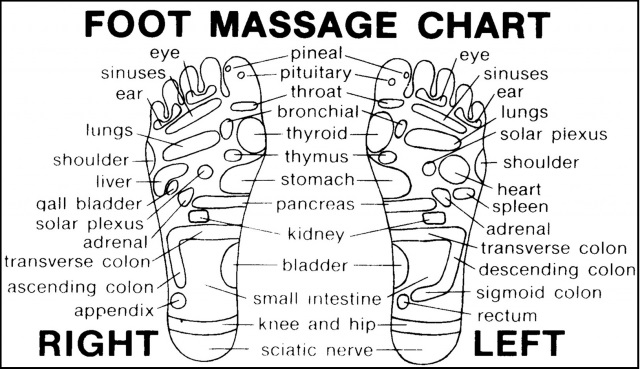 FOOT MASSAGE CHART
eye
sinuses
ear
lungs
shoulder
liver
gall bladder
solar plexus
adrenal
transverse colon
ascending colon
appendix
RIGHT
pineal
pituitary
throat
bronchial
thyroid
thymus
stomach
pancreas
kidney
bladder
small intestine
knee and hip
sciatic nerve
eye
sinuses
ear
lungs
solar plexus
shoulder
heart
spleen
adrenal
transverse colon
descending colon
sigmoid colon
rectum
LEFT